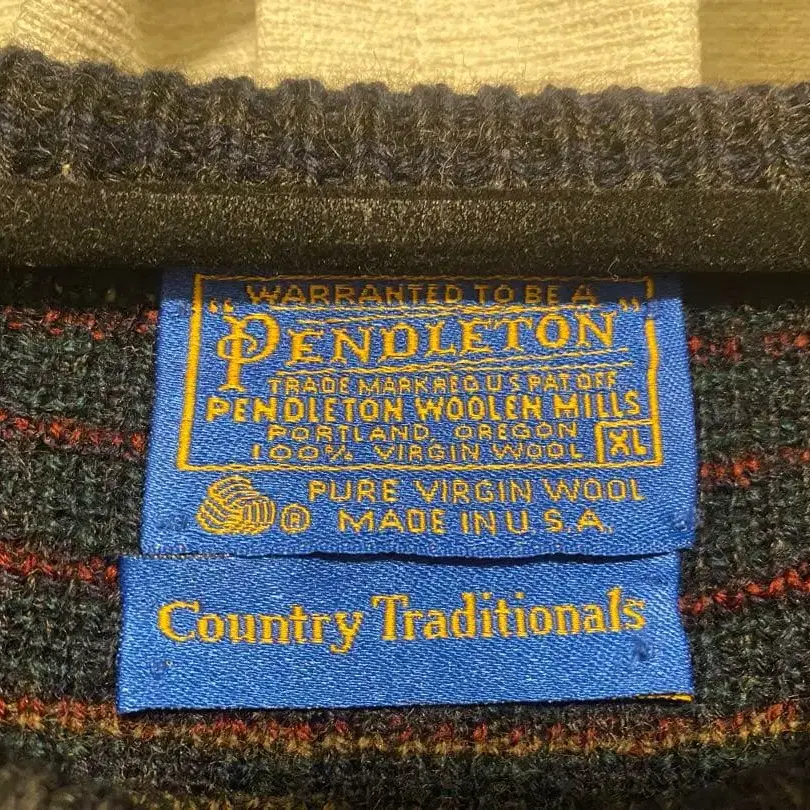 WARRANTED TO BE A
"PENDLETON"
TRADE MARK REG U S PAT OFF
PENDLETON WOOLEN MILLS
PORTLAND, OREGON
100% VIRGIN WOOL XL
® PURE VIRGIN WOOL
MADE IN U.S.A.
Country Traditionals